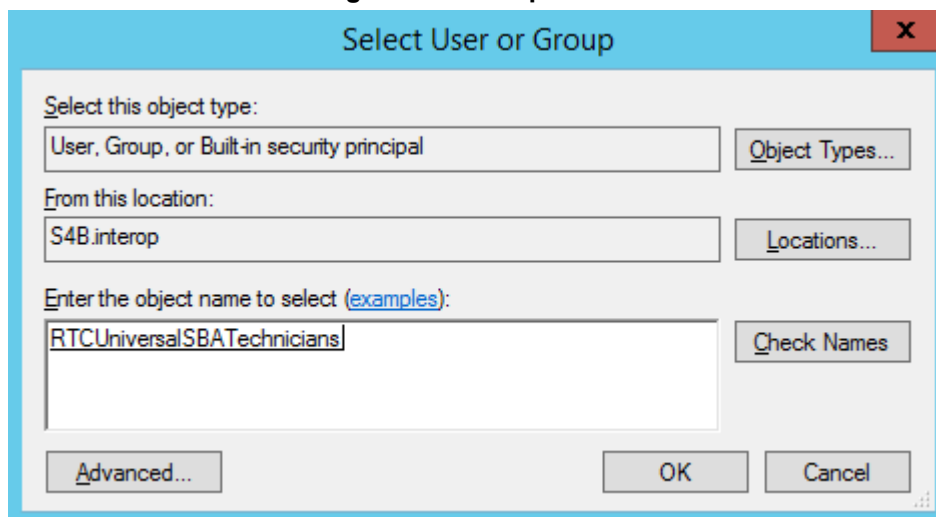 Select User or Group
x
Select this object type:
User, Group, or Built-in security principal
Object Types...
From this location:
S4B.interop
Locations...
Enter the object name to select (examples):
RTCUniversalSBATechnicians
Check Names
Advanced...
OK
Cancel